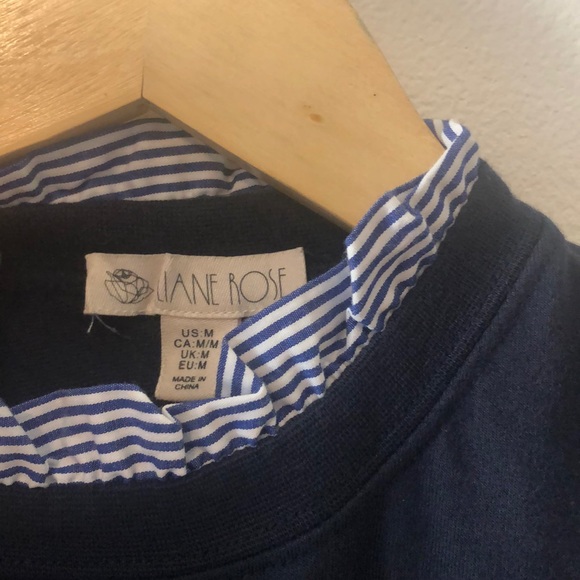 LIANE ROSE
US:M
CA:M/M
UK:M
EU:M
MADE IN
CHINA